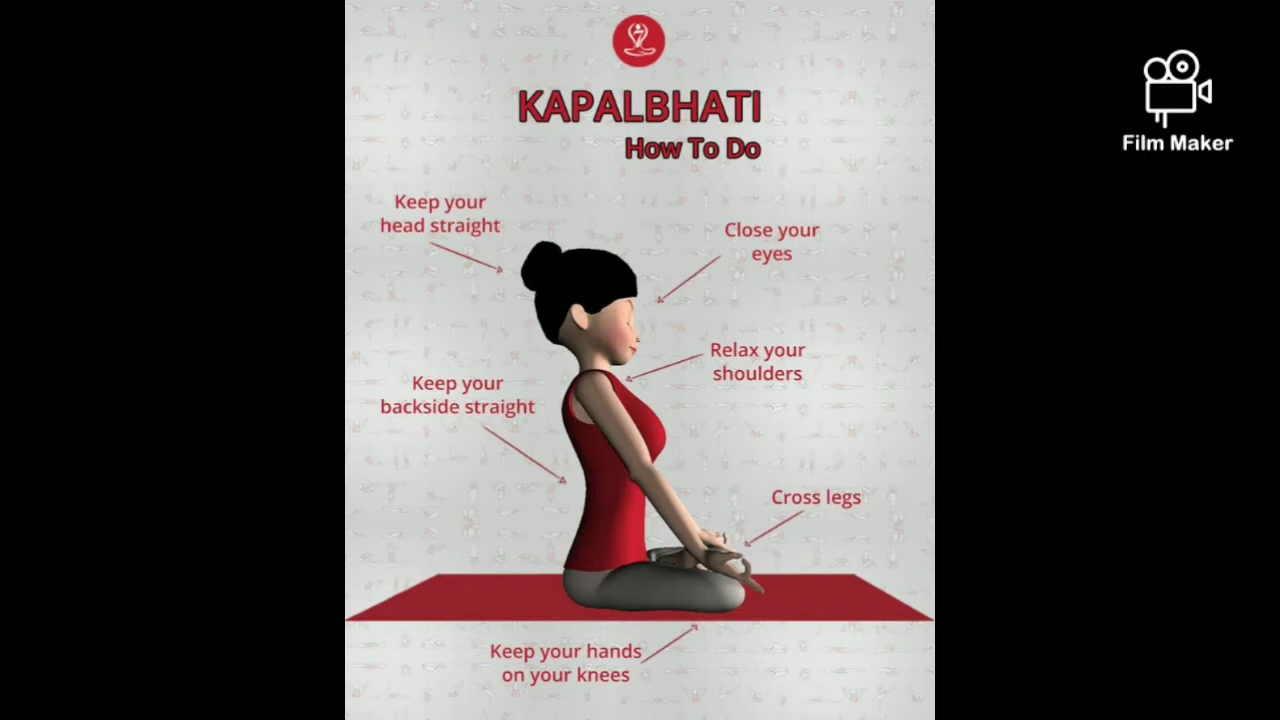 KAPALBHATI
How To Do
Film Maker
Keep your
head straight
Close your
eyes
Relax your
shoulders
Keep your
backside straight
Cross legs
Keep your hands
on your knees